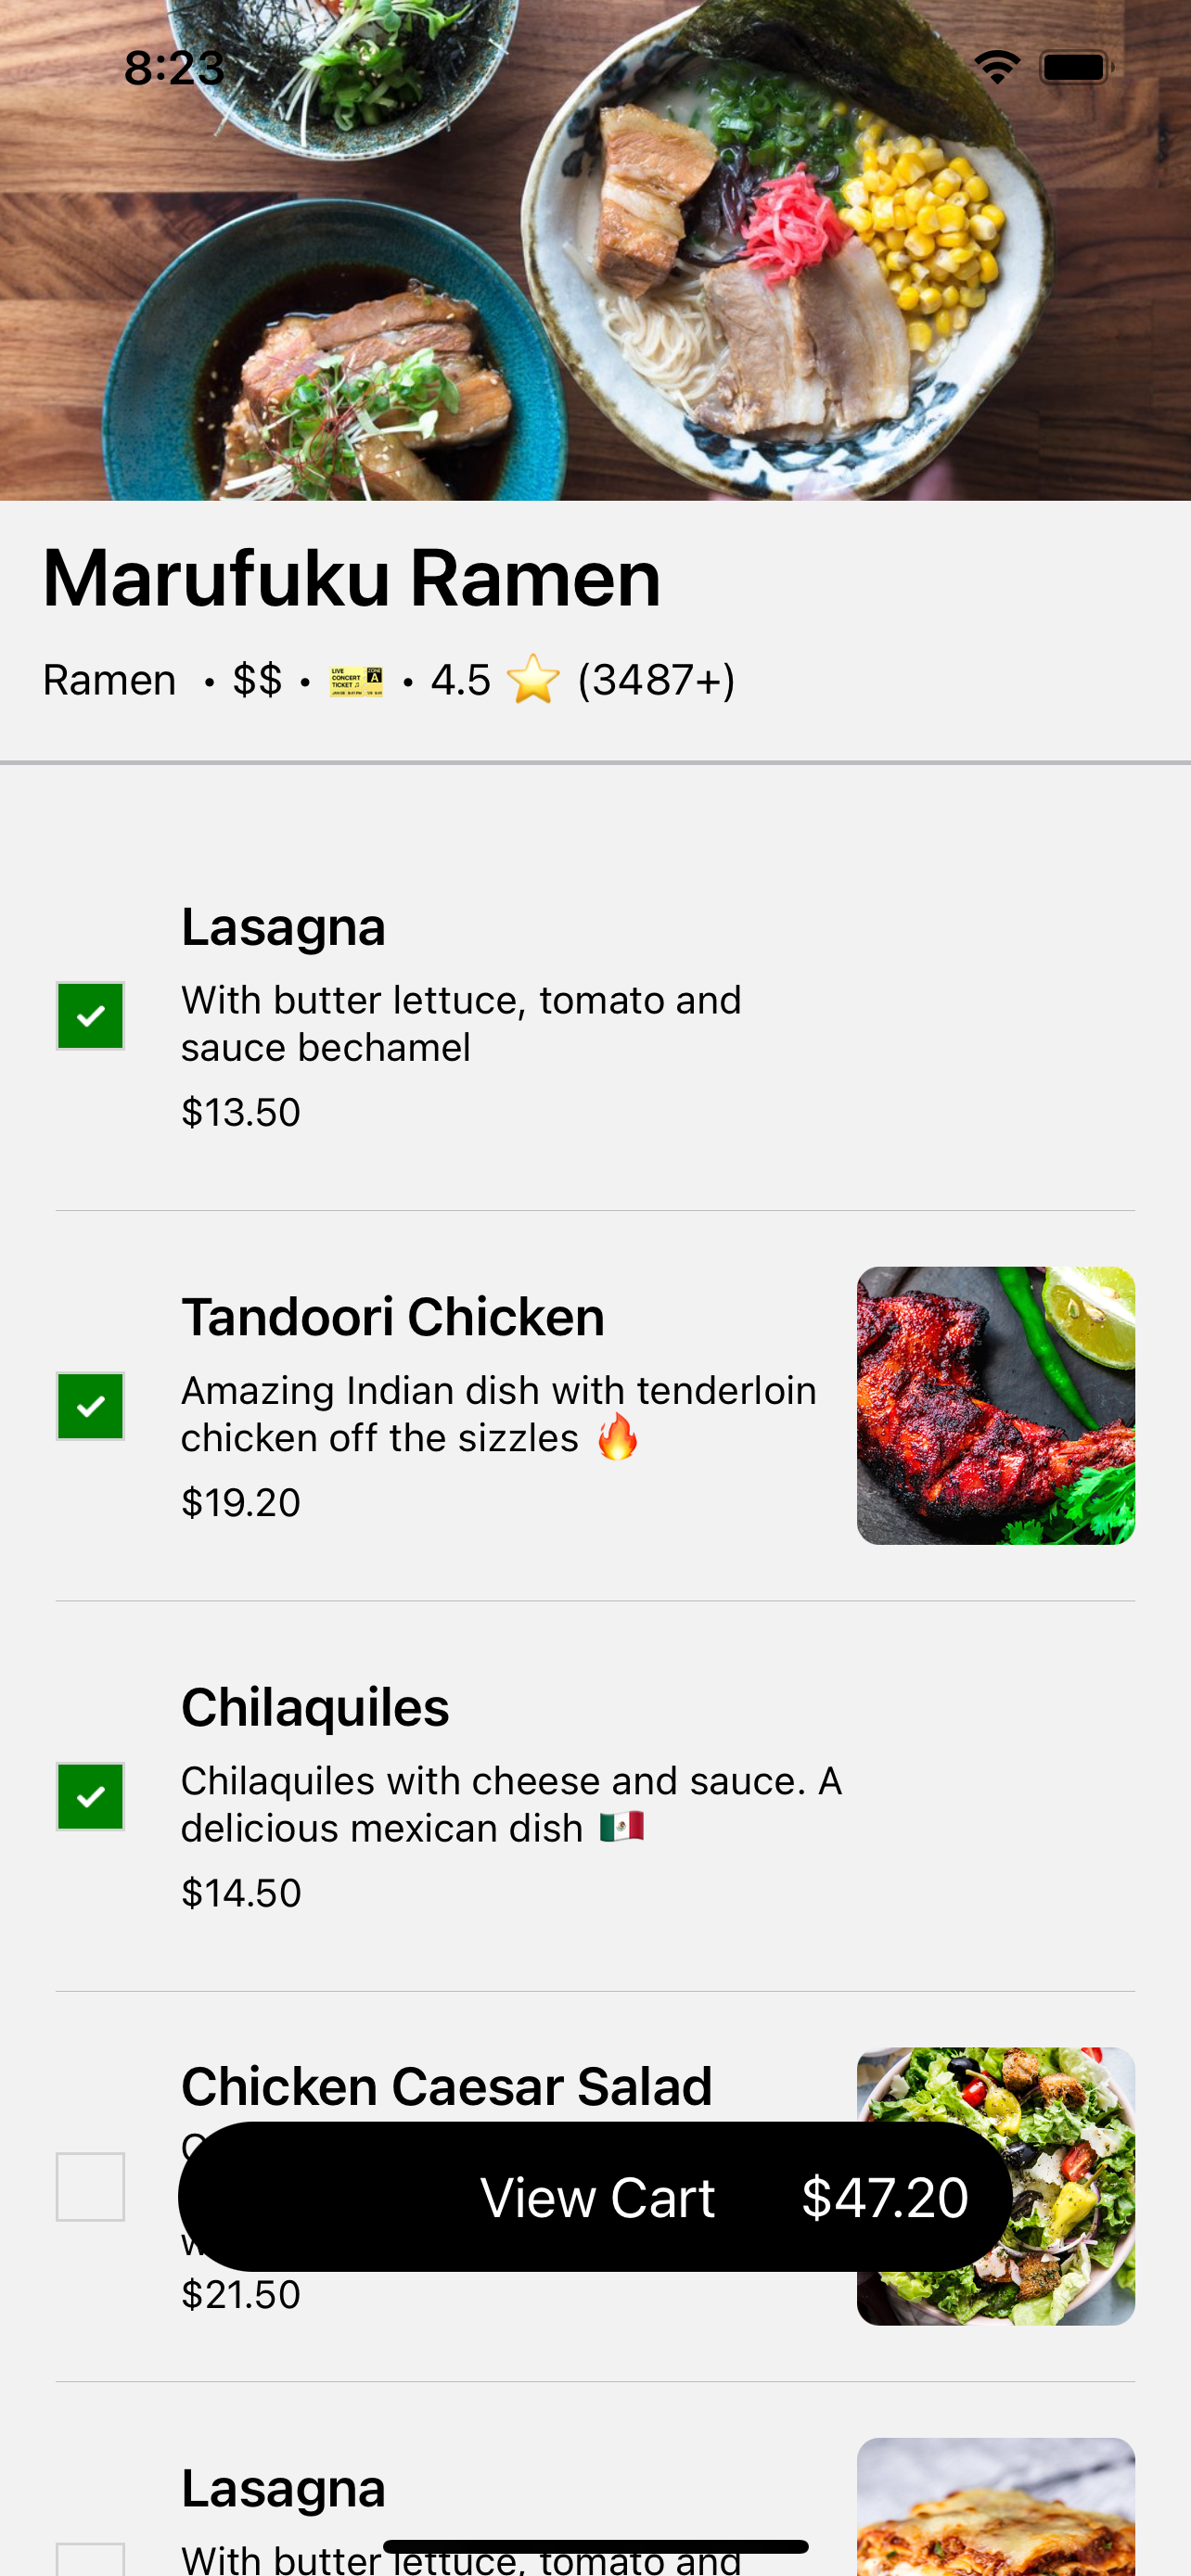 8:23
Marufuku Ramen
Ramen • $$ • 🎫 • 4.5 ⭐ (3487+)
Lasagna
With butter lettuce, tomato and
sauce bechamel
$13.50
Tandoori Chicken
Amazing Indian dish with tenderloin
chicken off the sizzles 🔥
$19.20
Chilaquiles
Chilaquiles with cheese and sauce. A
delicious mexican dish 🇲🇽
$14.50
Chicken Caesar Salad
View Cart $47.20
$21.50
Lasagna
With butter lettuce, tomato and